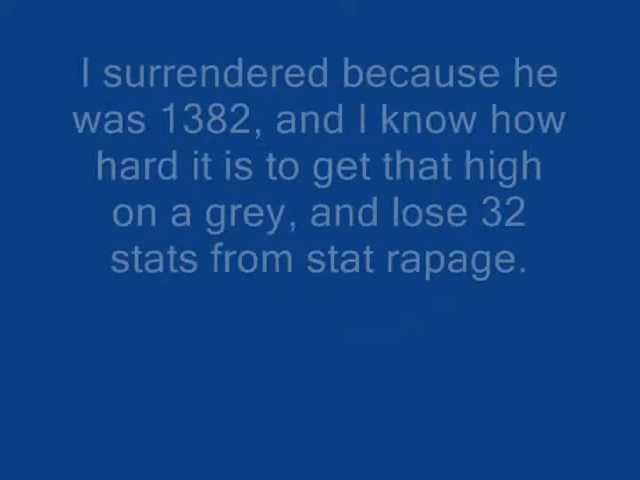 I surrendered because he
was 1382, and I know how
hard it is to get that high
on a grey, and lose 32
stats from stat rapage.